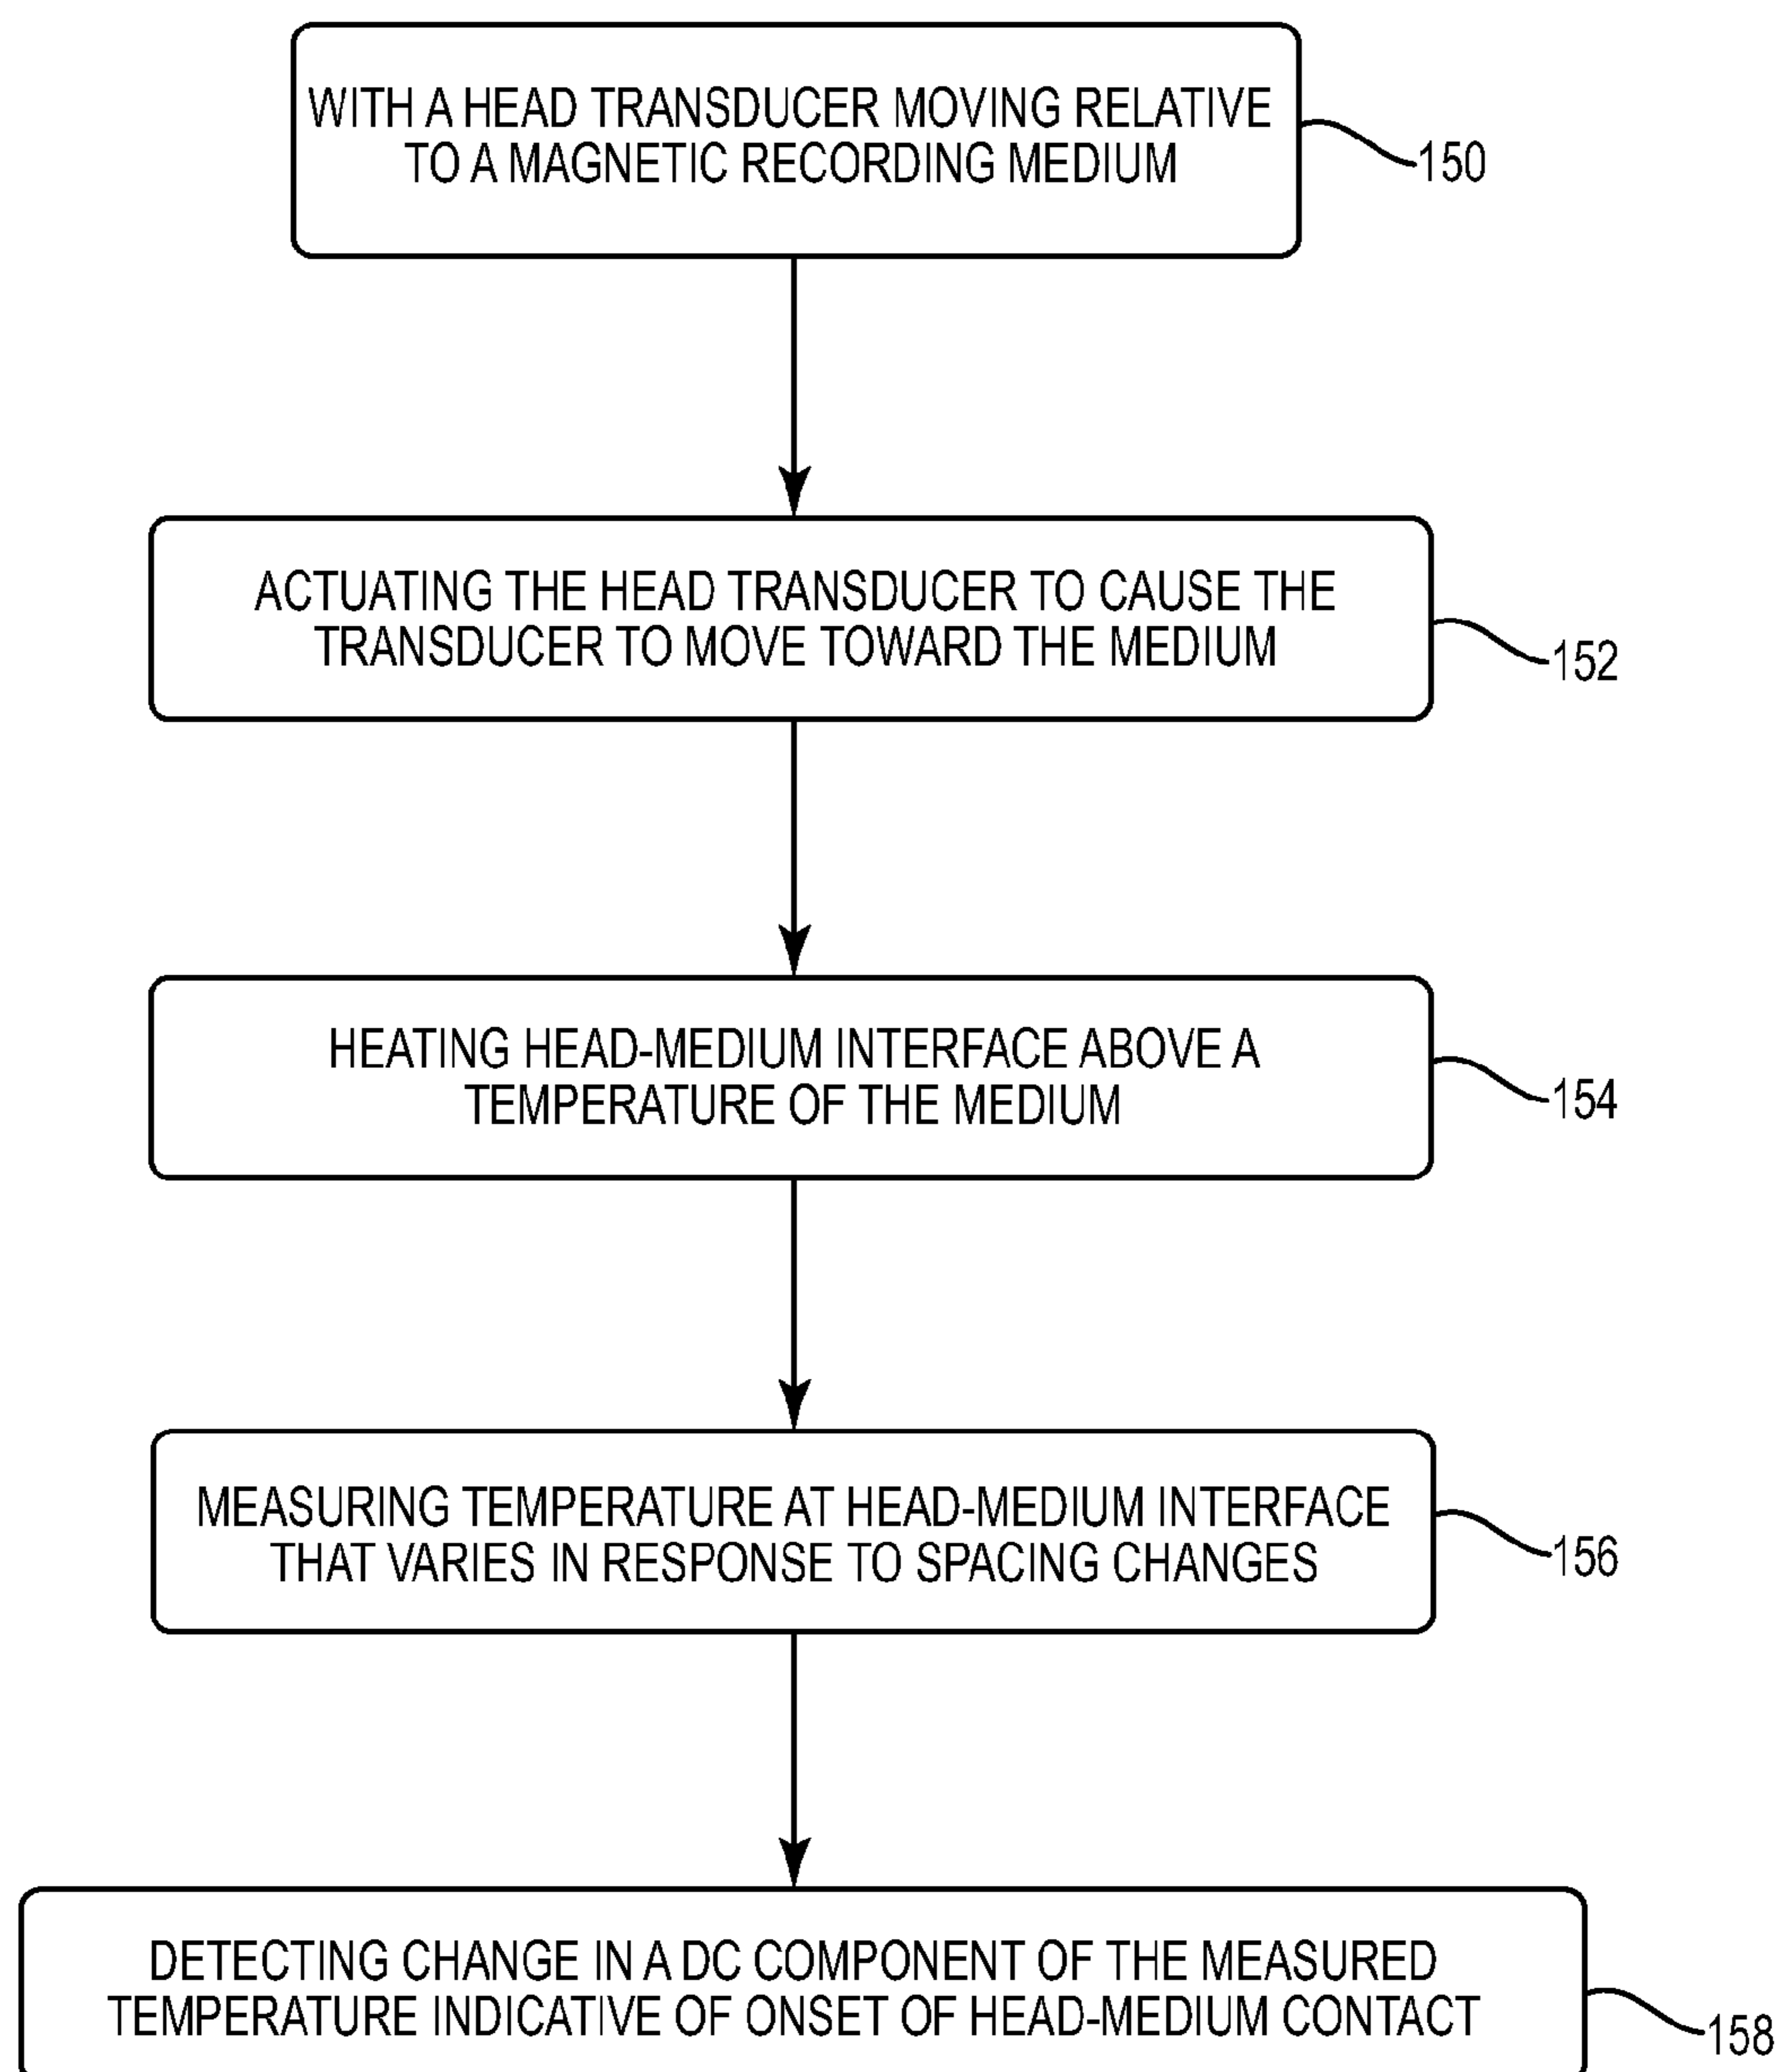 WITH A HEAD TRANSDUCER MOVING RELATIVE
TO A MAGNETIC RECORDING MEDIUM
150
ACTUATING THE HEAD TRANSDUCER TO CAUSE THE
TRANSDUCER TO MOVE TOWARD THE MEDIUM
152
HEATING HEAD-MEDIUM INTERFACE ABOVE A
TEMPERATURE OF THE MEDIUM
154
MEASURING TEMPERATURE AT HEAD-MEDIUM INTERFACE
THAT VARIES IN RESPONSE TO SPACING CHANGES
156
DETECTING CHANGE IN A DC COMPONENT OF THE MEASURED
TEMPERATURE INDICATIVE OF ONSET OF HEAD-MEDIUM CONTACT
158